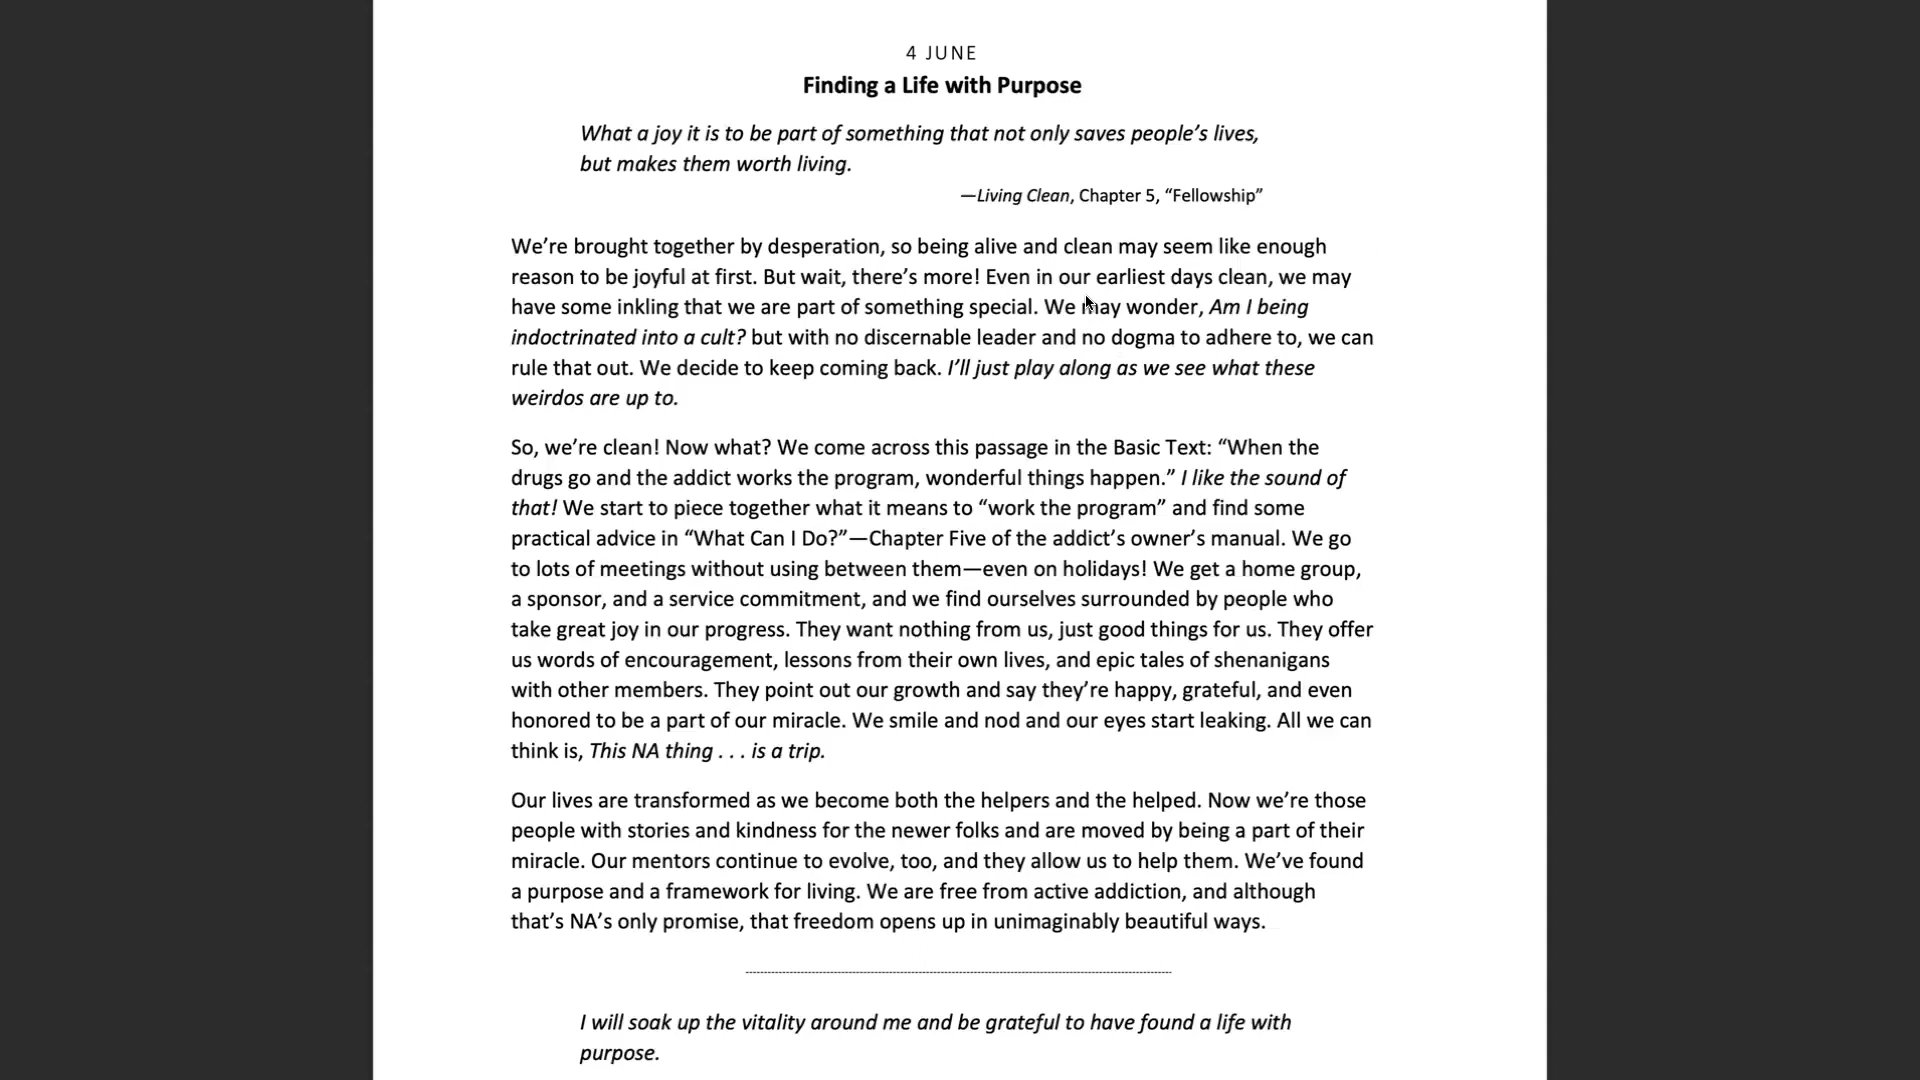 4 JUNE
Finding a Life with Purpose
What a joy it is to be part of something that not only saves people’s lives,
but makes them worth living.
—Living Clean, Chapter 5, “Fellowship”
We’re brought together by desperation, so being alive and clean may seem like enough
reason to be joyful at first. But wait, there’s more! Even in our earliest days clean, we may
have some inkling that we are part of something special. We may wonder, Am I being
indoctrinated into a cult? but with no discernable leader and no dogma to adhere to, we can
rule that out. We decide to keep coming back. I’ll just play along as we see what these
weirdos are up to.
So, we’re clean! Now what? We come across this passage in the Basic Text: “When the
drugs go and the addict works the program, wonderful things happen.” I like the sound of
that! We start to piece together what it means to “work the program” and find some
practical advice in “What Can I Do?”—Chapter Five of the addict’s owner’s manual. We go
to lots of meetings without using between them—even on holidays! We get a home group,
a sponsor, and a service commitment, and we find ourselves surrounded by people who
take great joy in our progress. They want nothing from us, just good things for us. They offer
us words of encouragement, lessons from their own lives, and epic tales of shenanigans
with other members. They point out our growth and say they’re happy, grateful, and even
honored to be a part of our miracle. We smile and nod and our eyes start leaking. All we can
think is, This NA thing . . . is a trip.
Our lives are transformed as we become both the helpers and the helped. Now we’re those
people with stories and kindness for the newer folks and are moved by being a part of their
miracle. Our mentors continue to evolve, too, and they allow us to help them. We’ve found
a purpose and a framework for living. We are free from active addiction, and although
that’s NA’s only promise, that freedom opens up in unimaginably beautiful ways.
I will soak up the vitality around me and be grateful to have found a life with
purpose.